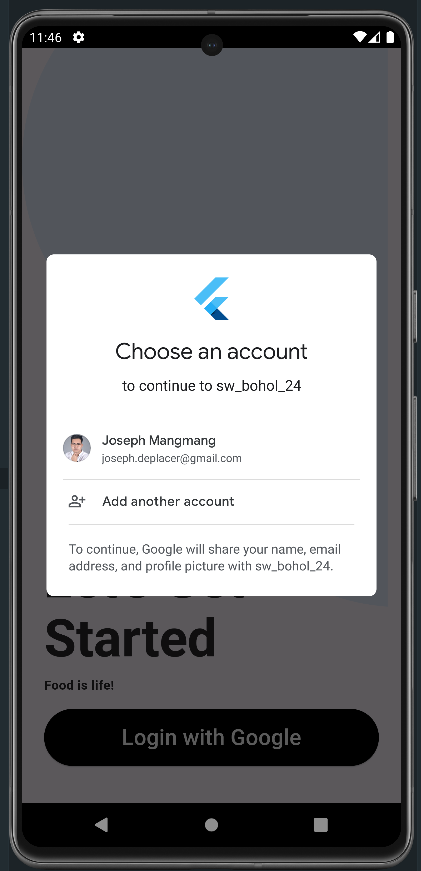 11:46
Choose an account
to continue to sw_bohol_24
Joseph Mangmang
joseph.deplacer@gmail.com
Add another account
To continue, Google will share your name, email
address, and profile picture with sw_bohol_24.
Started
Food is life!
Login with Google